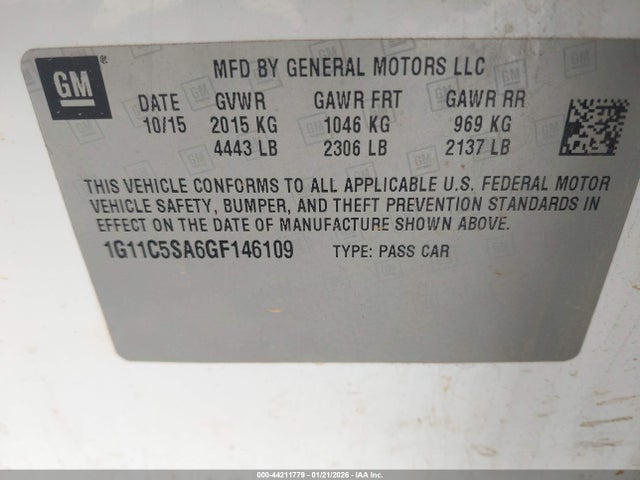 GM®
MFD BY GENERAL MOTORS LLC
DATE GVWR GAWR FRT GAWR RR
10/15 2015 KG 1046 KG 969 KG
4443 LB 2306 LB 2137 LB
THIS VEHICLE CONFORMS TO ALL APPLICABLE U.S. FEDERAL MOTOR
VEHICLE SAFETY, BUMPER, AND THEFT PREVENTION STANDARDS IN
EFFECT ON THE DATE OF MANUFACTURE SHOWN ABOVE.
1G11C5SA6GF146109 TYPE: PASS CAR
000-44211779 - 01/21/2026 - IAA Inc.